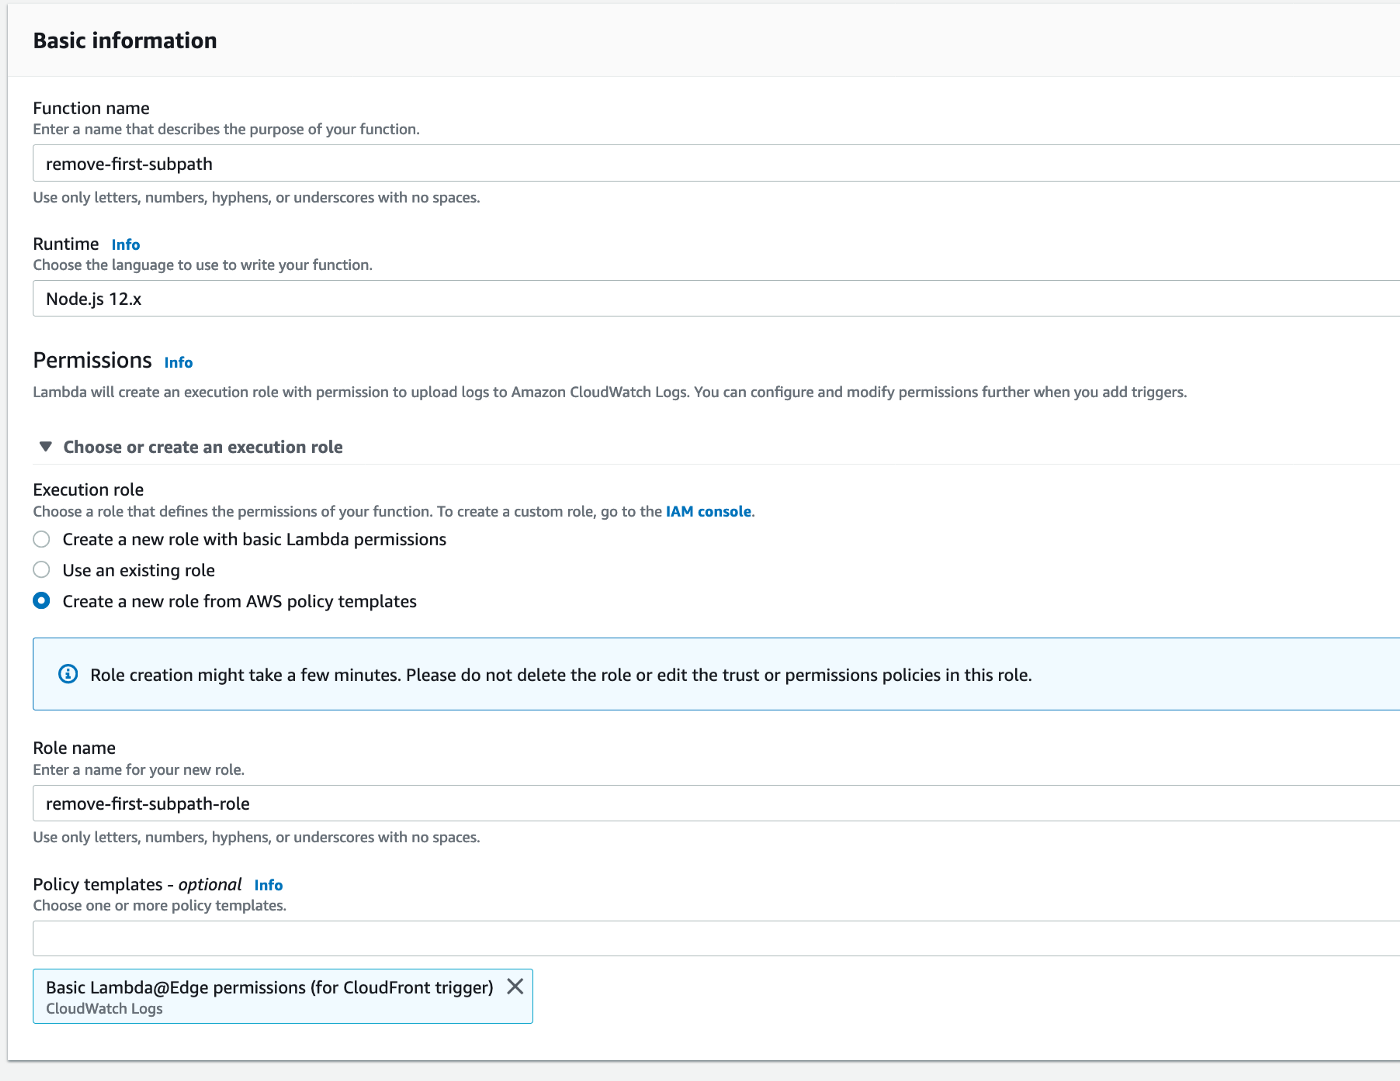 Basic information
Function name
Enter a name that describes the purpose of your function.
remove-first-subpath
Use only letters, numbers, hyphens, or underscores with no spaces.
Runtime Info
Choose the language to use to write your function.
Node.js 12.x
Permissions Info
Lambda will create an execution role with permission to upload logs to Amazon CloudWatch Logs. You can configure and modify permissions further when you add triggers.
Choose or create an execution role
Execution role
Choose a role that defines the permissions of your function. To create a custom role, go to the IAM console.
Create a new role with basic Lambda permissions
Use an existing role
Create a new role from AWS policy templates
Role creation might take a few minutes. Please do not delete the role or edit the trust or permissions policies in this role.
Role name
Enter a name for your new role.
remove-first-subpath-role
Use only letters, numbers, hyphens, or underscores with no spaces.
Policy templates - optional Info
Choose one or more policy templates.
Basic Lambda@Edge permissions (for CloudFront trigger)
CloudWatch Logs